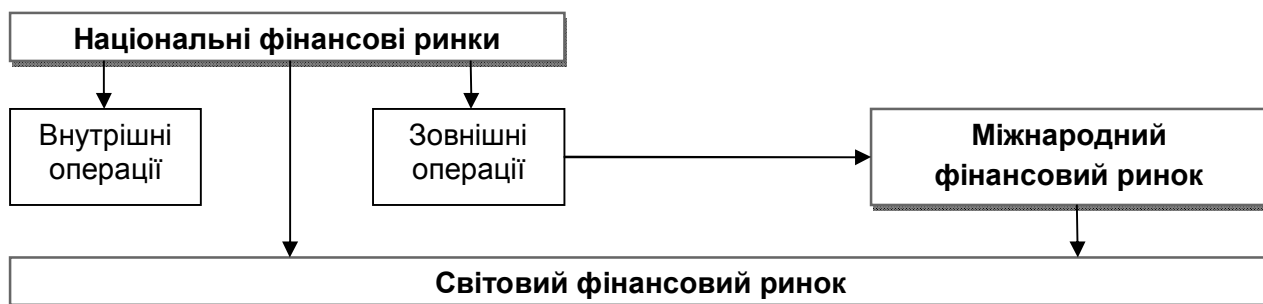 Національні фінансові ринки
Внутрішні
операції
Зовнішні
операції
Міжнародний
фінансовий ринок
Світовий фінансовий ринок